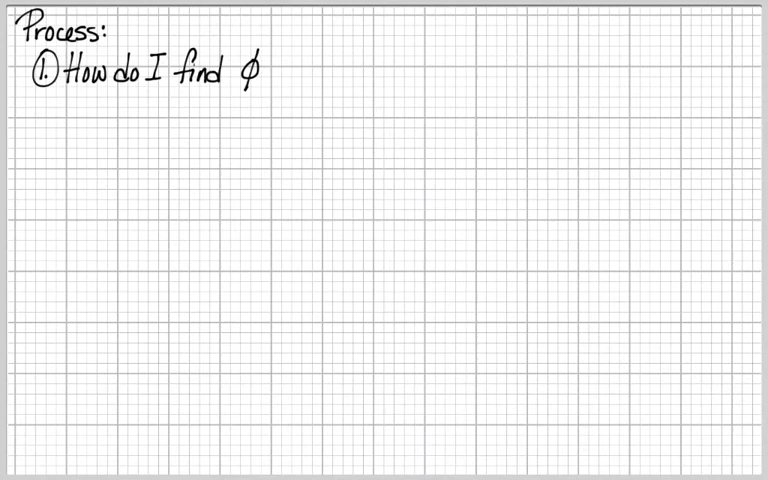 Process:
①. How do I find ϕ